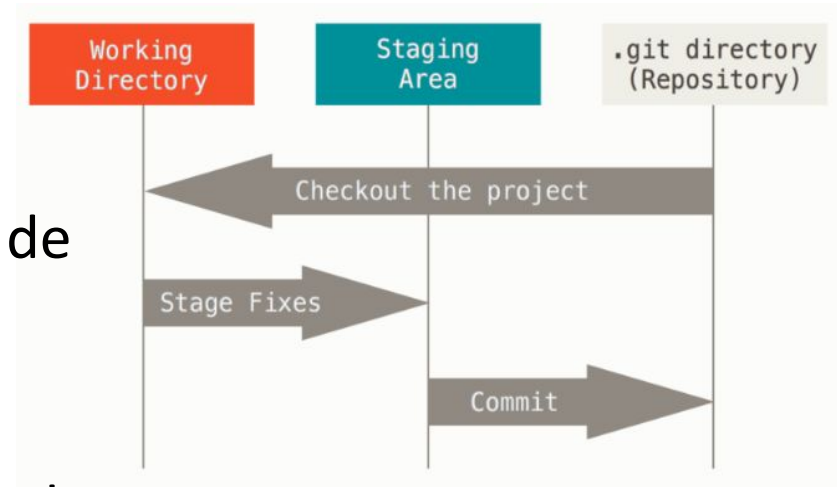 Working
Directory
Staging
Area
.git directory
(Repository)
Checkout the project
de
Stage Fixes
Commit